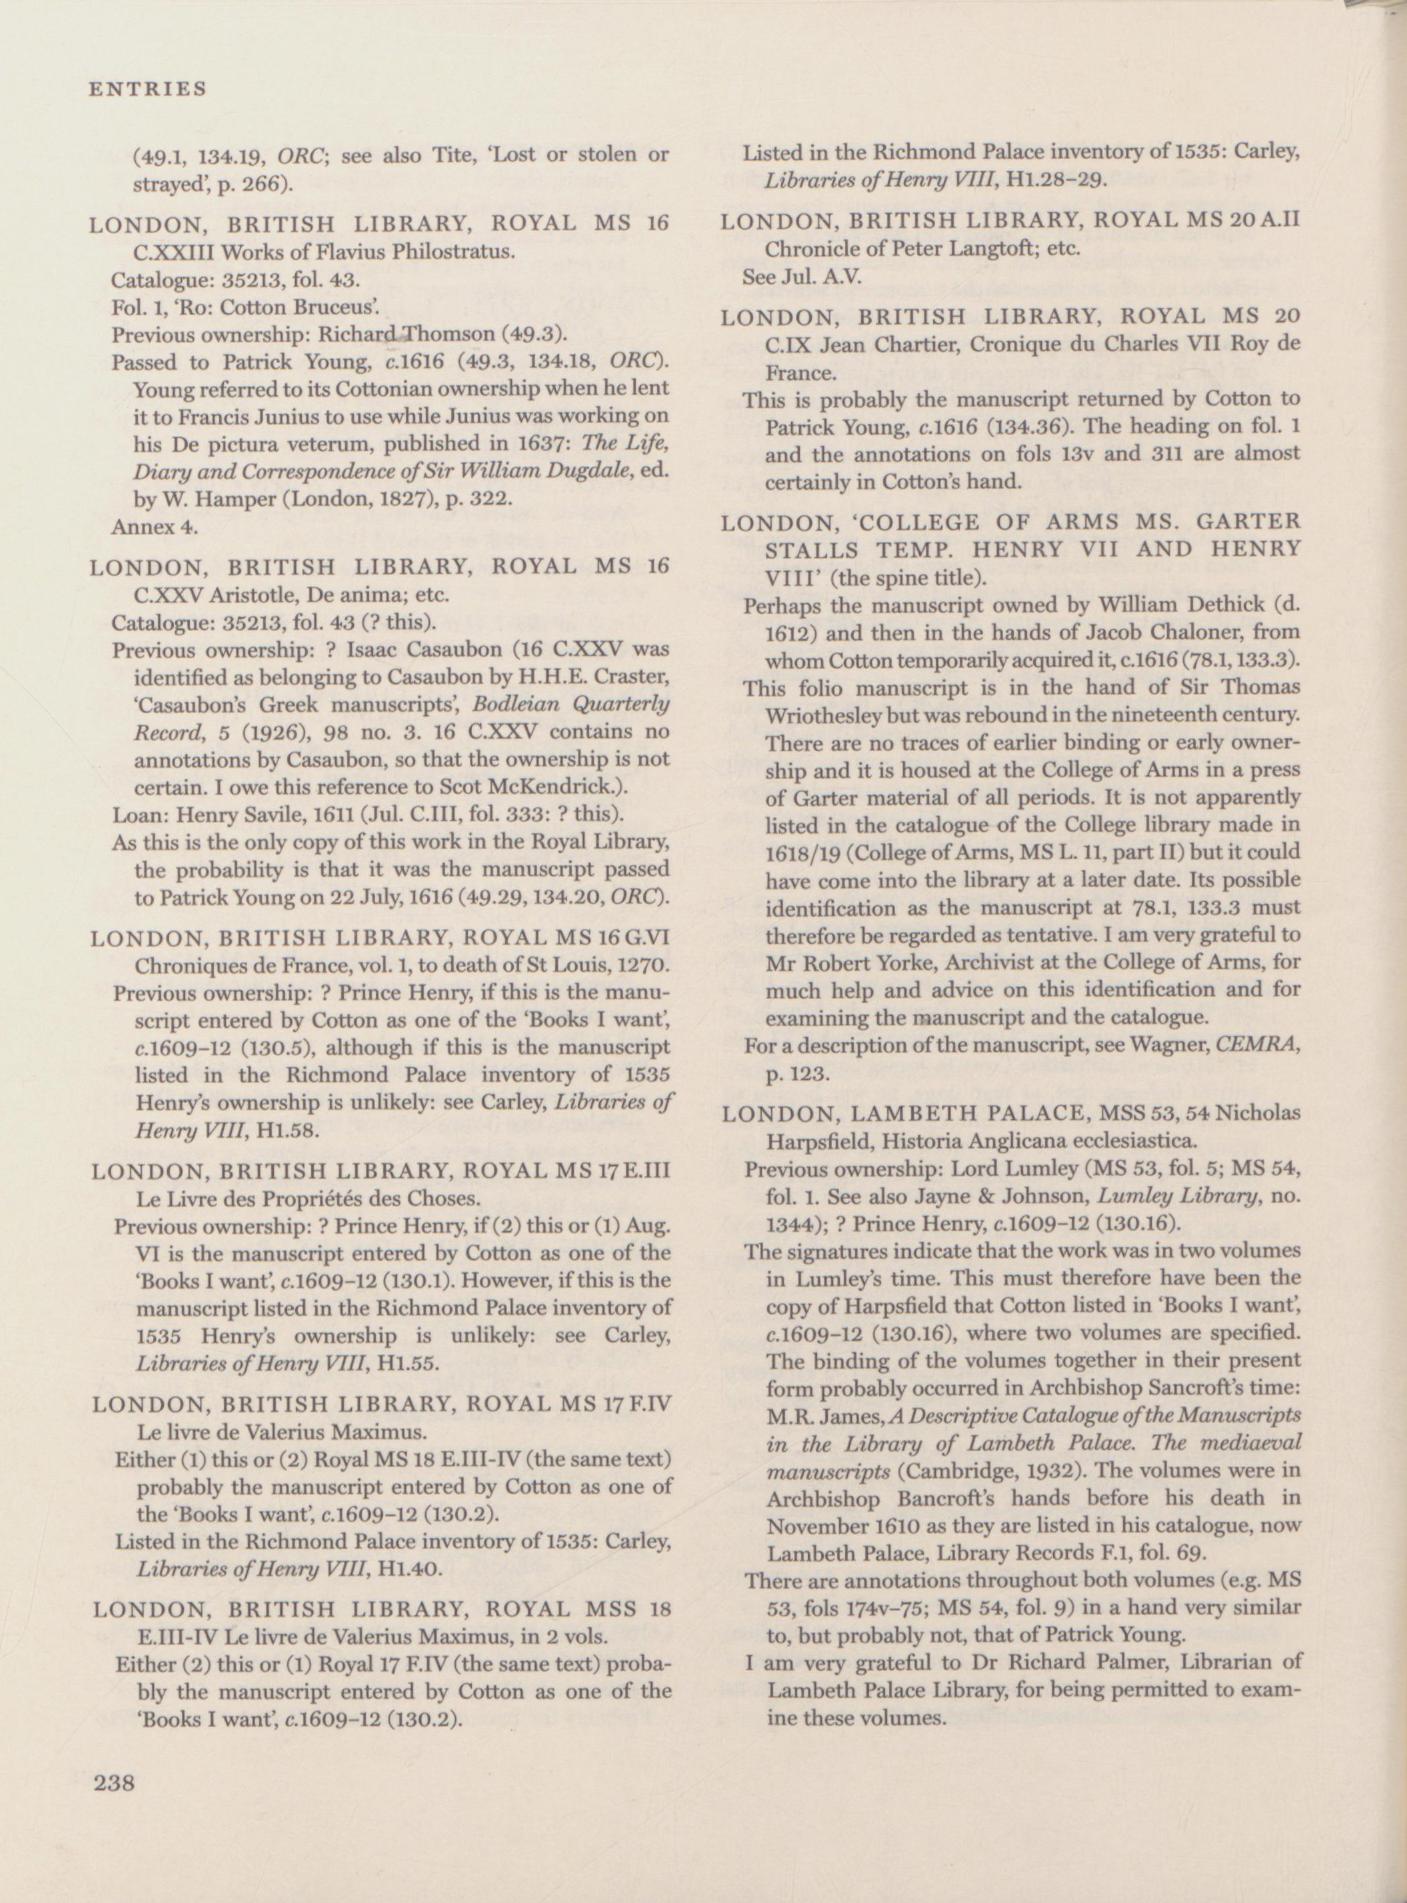 ENTRIES
(49.1, 134.19, ORC; see also Tite, ‘Lost or stolen or
strayed’, p. 266).
LONDON, BRITISH LIBRARY, ROYAL MS 16
C.XXIII Works of Flavius Philostratus.
Catalogue: 35213, fol. 43.
Fol. 1, ‘Ro: Cotton Bruceus’.
Previous ownership: Richard Thomson (49.3).
Passed to Patrick Young, c.1616 (49.3, 134.18, ORC).
Young referred to its Cottonian ownership when he lent
it to Francis Junius to use while Junius was working on
his De pictura veterum, published in 1637: The Life,
Diary and Correspondence of Sir William Dugdale, ed.
by W. Hamper (London, 1827), p. 322.
Annex 4.
LONDON, BRITISH LIBRARY, ROYAL MS 16
C.XXV Aristotle, De anima; etc.
Catalogue: 35213, fol. 43 (? this).
Previous ownership: ? Isaac Casaubon (16 C.XXV was
identified as belonging to Casaubon by H.H.E. Craster,
‘Casaubon’s Greek manuscripts’, Bodleian Quarterly
Record, 5 (1926), 98 no. 3. 16 C.XXV contains no
annotations by Casaubon, so that the ownership is not
certain. I owe this reference to Scot McKendrick.).
Loan: Henry Savile, 1611 (Jul. C.III, fol. 333: ? this).
As this is the only copy of this work in the Royal Library,
the probability is that it was the manuscript passed
to Patrick Young on 22 July, 1616 (49.29, 134.20, ORC).
LONDON, BRITISH LIBRARY, ROYAL MS 16 G.VI
Chroniques de France, vol. 1, to death of St Louis, 1270.
Previous ownership: ? Prince Henry, if this is the manu-
script entered by Cotton as one of the ‘Books I want’,
c.1609–12 (130.5), although if this is the manuscript
listed in the Richmond Palace inventory of 1535
Henry’s ownership is unlikely: see Carley, Libraries of
Henry VIII, H1.58.
LONDON, BRITISH LIBRARY, ROYAL MS 17 E.III
Le Livre des Propriétés des Choses.
Previous ownership: ? Prince Henry, if (2) this or (1) Aug.
VI is the manuscript entered by Cotton as one of the
‘Books I want’, c.1609–12 (130.1). However, if this is the
manuscript listed in the Richmond Palace inventory of
1535 Henry’s ownership is unlikely: see Carley,
Libraries of Henry VIII, H1.55.
LONDON, BRITISH LIBRARY, ROYAL MS 17 F.IV
Le livre de Valerius Maximus.
Either (1) this or (2) Royal MS 18 E.III-IV (the same text)
probably the manuscript entered by Cotton as one of
the ‘Books I want’, c.1609–12 (130.2).
Listed in the Richmond Palace inventory of 1535: Carley,
Libraries of Henry VIII, H1.40.
LONDON, BRITISH LIBRARY, ROYAL MSS 18
E.III-IV Le livre de Valerius Maximus, in 2 vols.
Either (2) this or (1) Royal 17 F.IV (the same text) proba-
bly the manuscript entered by Cotton as one of the
‘Books I want’, c.1609–12 (130.2).
Listed in the Richmond Palace inventory of 1535: Carley,
Libraries of Henry VIII, H1.28–29.
LONDON, BRITISH LIBRARY, ROYAL MS 20 A.II
Chronicle of Peter Langtoft; etc.
See Jul. A.V.
LONDON, BRITISH LIBRARY, ROYAL MS 20
C.IX Jean Chartier, Cronique du Charles VII Roy de
France.
This is probably the manuscript returned by Cotton to
Patrick Young, c.1616 (134.36). The heading on fol. 1
and the annotations on fols 13v and 311 are almost
certainly in Cotton’s hand.
LONDON, ‘COLLEGE OF ARMS MS. GARTER
STALLS TEMP. HENRY VII AND HENRY
VIII’ (the spine title).
Perhaps the manuscript owned by William Dethick (d.
1612) and then in the hands of Jacob Chaloner, from
whom Cotton temporarily acquired it, c.1616 (78.1, 133.3).
This folio manuscript is in the hand of Sir Thomas
Wriothesley but was rebound in the nineteenth century.
There are no traces of earlier binding or early owner-
ship and it is housed at the College of Arms in a press
of Garter material of all periods. It is not apparently
listed in the catalogue of the College library made in
1618/19 (College of Arms, MS L. 11, part II) but it could
have come into the library at a later date. Its possible
identification as the manuscript at 78.1, 133.3 must
therefore be regarded as tentative. I am very grateful to
Mr Robert Yorke, Archivist at the College of Arms, for
much help and advice on this identification and for
examining the manuscript and the catalogue.
For a description of the manuscript, see Wagner, CEMRA,
p. 123.
LONDON, LAMBETH PALACE, MSS 53, 54 Nicholas
Harpsfield, Historia Anglicana ecclesiastica.
Previous ownership: Lord Lumley (MS 53, fol. 5; MS 54,
fol. 1. See also Jayne & Johnson, Lumley Library, no.
1344); ? Prince Henry, c.1609–12 (130.16).
The signatures indicate that the work was in two volumes
in Lumley’s time. This must therefore have been the
copy of Harpsfield that Cotton listed in ‘Books I want’,
c.1609–12 (130.16), where two volumes are specified.
The binding of the volumes together in their present
form probably occurred in Archbishop Sancroft’s time:
M.R. James, A Descriptive Catalogue of the Manuscripts
in the Library of Lambeth Palace. The mediaeval
manuscripts (Cambridge, 1932). The volumes were in
Archbishop Bancroft’s hands before his death in
November 1610 as they are listed in his catalogue, now
Lambeth Palace, Library Records F.1, fol. 69.
There are annotations throughout both volumes (e.g. MS
53, fols 174v–75; MS 54, fol. 9) in a hand very similar
to, but probably not, that of Patrick Young.
I am very grateful to Dr Richard Palmer, Librarian of
Lambeth Palace Library, for being permitted to exam-
ine these volumes.
238